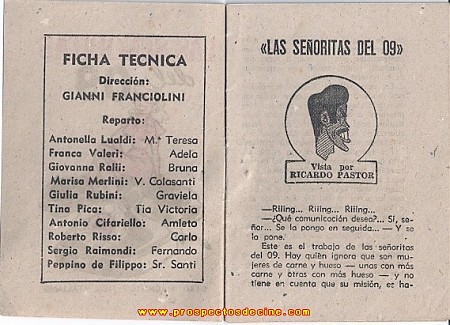 FICHA TECNICA
Dirección:
GIANNI FRANCIOLINI
Reparto:
Antonella Lualdi: M.ª Teresa
Franca Valeri: Adela
Giovanna Ralli: Bruna
Marisa Merlini: V. Colasanti
Giulia Rubini: Graviela
Tina Pica: Tia Victoria
Antonio Cifariello: Amleto
Roberto Risso: Carlo
Sergio Raimondi: Fernando
Peppino de Filippo: Sr. Santi
«LAS SEÑORITAS DEL 09»
Vista por
RICARDO PASTOR
—Riiing... Riiing... Riiing...
—¿Qué comunicación desea?... Sí, se-
ñor... Se la pongo en seguida... — Y se
la pone.
Este es el trabajo de las señoritas
del 09. Hay quien ignora que son mu-
jeres de carne y hueso — unas con más
carne y otras con más hueso — y no
tiene en cuenta que su misión, es ha-
www.prospectosdecine.com